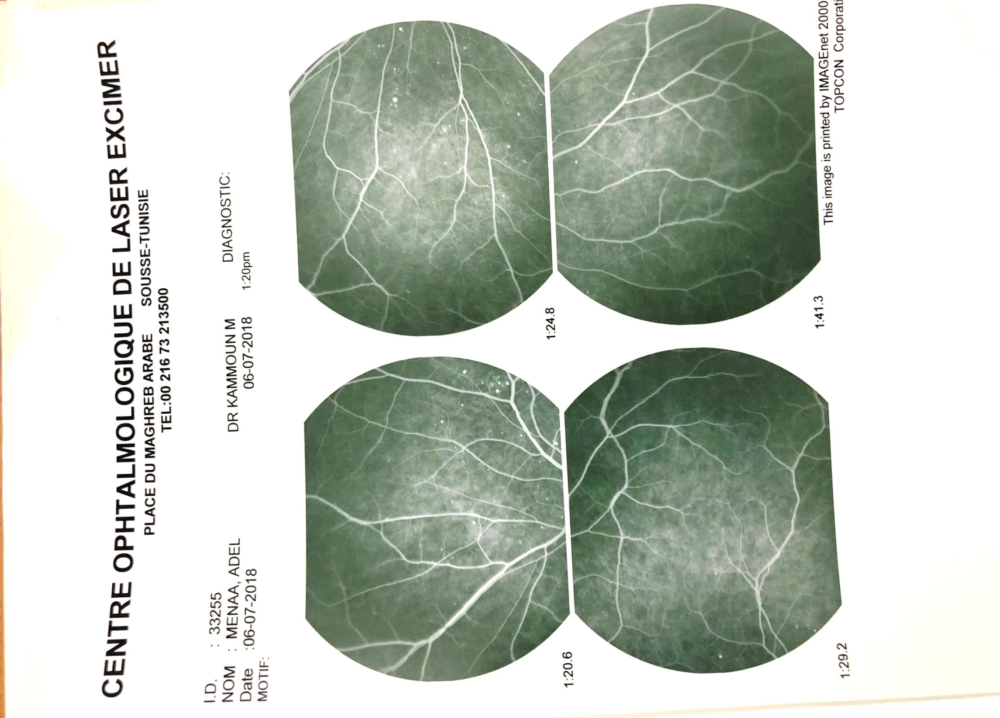 CENTRE OPHTALMOLOGIQUE DE LASER EXCIMER
PLACE DU MAGHREB ARABE SOUSSE-TUNISIE
TEL:00 216 73 213500
I.D. : 33255
NOM : MENAA, ADEL DR KAMMOUN M DIAGNOSTIC:
Date :06-07-2018 06-07-2018 1:20pm
MOTIF:
1:20.6 1:24.8
1:29.2 1:41.3
This image is printed by IMAGEnet 2000
TOPCON Corporati